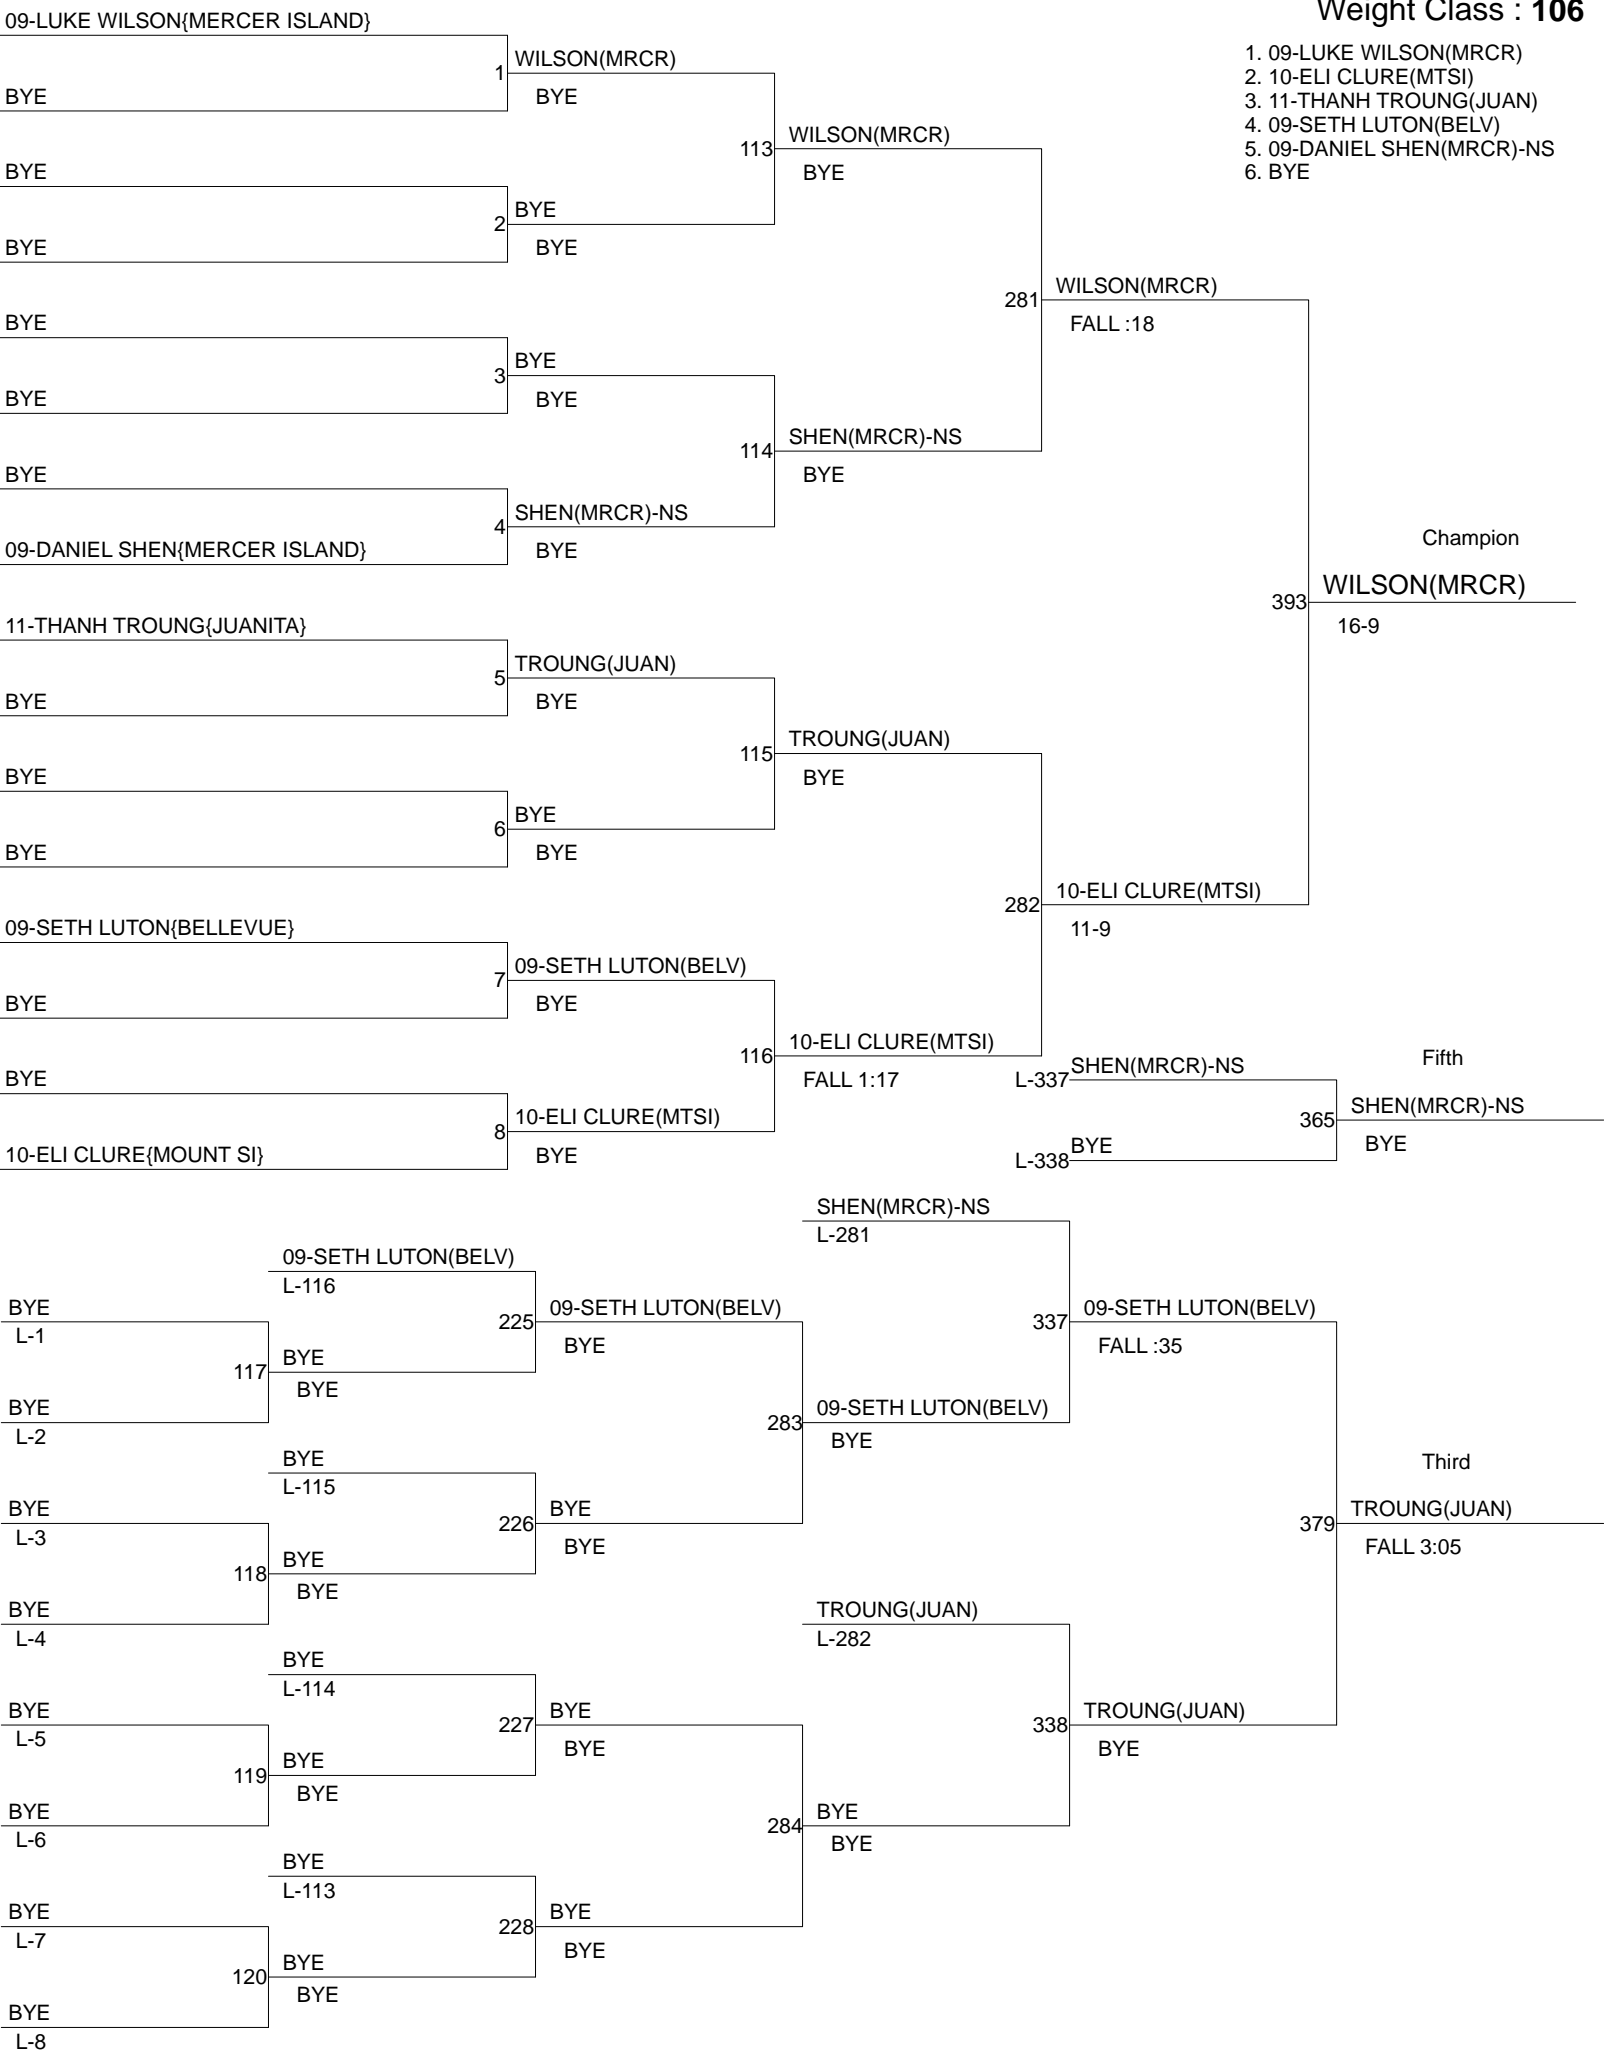 Weight Class : 106
1. 09-LUKE WILSON(MRCR)
2. 10-ELI CLURE(MTSI)
3. 11-THANH TROUNG(JUAN)
4. 09-SETH LUTON(BELV)
5. 09-DANIEL SHEN(MRCR)-NS
6. BYE
09-LUKE WILSON{MERCER ISLAND}
BYE
BYE
BYE
BYE
BYE
BYE
09-DANIEL SHEN{MERCER ISLAND}
11-THANH TROUNG{JUANITA}
BYE
BYE
BYE
09-SETH LUTON{BELLEVUE}
BYE
BYE
10-ELI CLURE{MOUNT SI}
1
WILSON(MRCR)
BYE
2
BYE
BYE
3
BYE
BYE
4
SHEN(MRCR)-NS
BYE
5
TROUNG(JUAN)
BYE
6
BYE
BYE
7
09-SETH LUTON(BELV)
BYE
8
10-ELI CLURE(MTSI)
BYE
113
WILSON(MRCR)
BYE
114
SHEN(MRCR)-NS
BYE
115
TROUNG(JUAN)
BYE
116
10-ELI CLURE(MTSI)
FALL 1:17
281
WILSON(MRCR)
FALL :18
282
10-ELI CLURE(MTSI)
11-9
Champion
393
WILSON(MRCR)
16-9
Fifth
L-337
SHEN(MRCR)-NS
L-338
BYE
365
SHEN(MRCR)-NS
BYE
BYE
L-1
BYE
L-2
BYE
L-3
BYE
L-4
BYE
L-5
BYE
L-6
BYE
L-7
BYE
L-8
09-SETH LUTON(BELV)
L-116
117
BYE
BYE
BYE
L-115
118
BYE
BYE
BYE
L-114
119
BYE
BYE
BYE
L-113
120
BYE
BYE
225
09-SETH LUTON(BELV)
BYE
226
BYE
BYE
227
BYE
BYE
228
BYE
BYE
SHEN(MRCR)-NS
L-281
283
09-SETH LUTON(BELV)
BYE
TROUNG(JUAN)
L-282
284
BYE
BYE
337
09-SETH LUTON(BELV)
FALL :35
338
TROUNG(JUAN)
BYE
Third
379
TROUNG(JUAN)
FALL 3:05